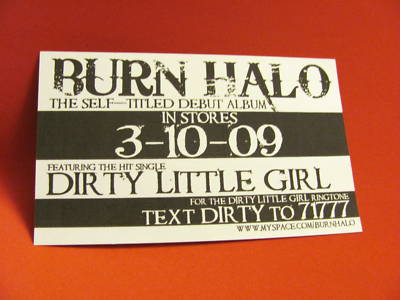 BURN HALO
THE SELF-TITLED DEBUT ALBUM
IN STORES
3-10-09
FEATURING THE HIT SINGLE
DIRTY LITTLE GIRL
FOR THE DIRTY LITTLE GIRL RINGTONE
TEXT DIRTY TO 71777
WWW.MYSPACE.COM/BURNHALO